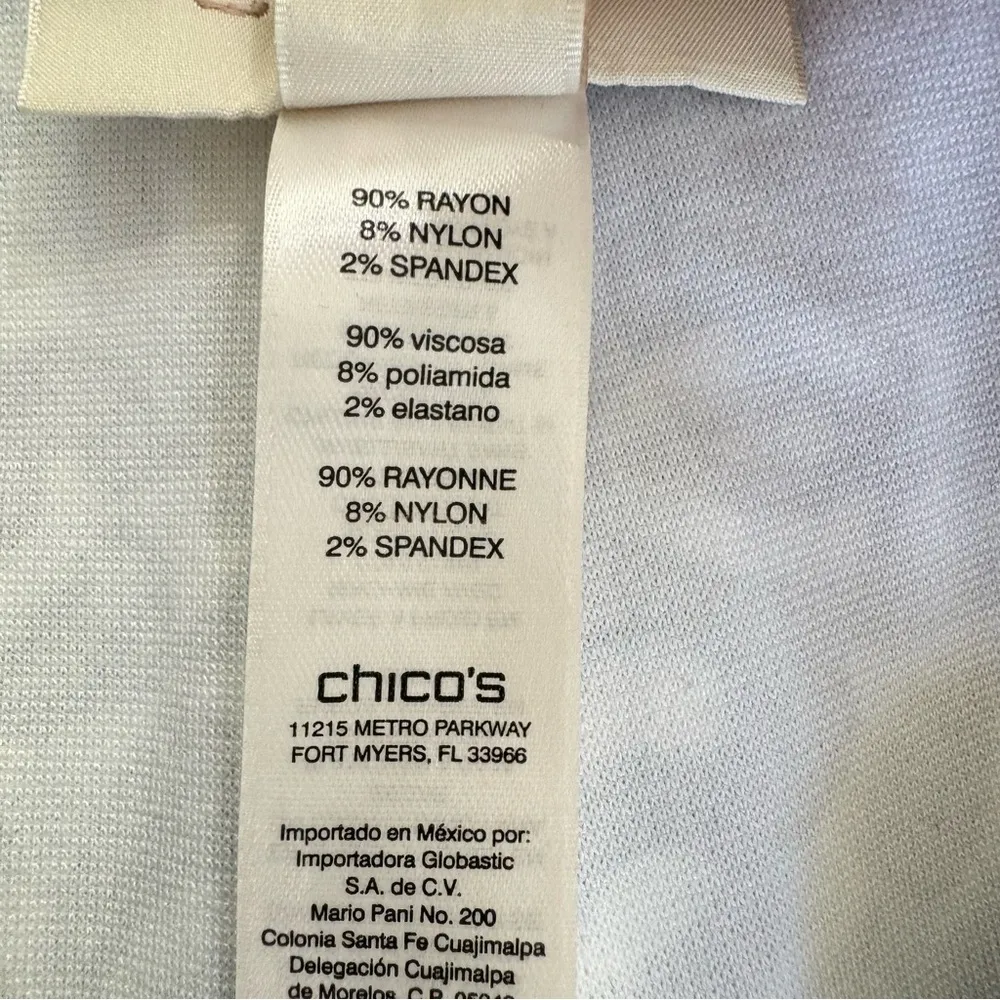 90% RAYON
8% NYLON
2% SPANDEX
90% viscosa
8% poliamida
2% elastano
90% RAYONNE
8% NYLON
2% SPANDEX
chico's
11215 METRO PARKWAY
FORT MYERS, FL 33966
Importado en México por:
Importadora Globastic
S.A. de C.V.
Mario Pani No. 200
Colonia Santa Fe Cuajimalpa
Delegación Cuajimalpa
de Morelos, C.P.